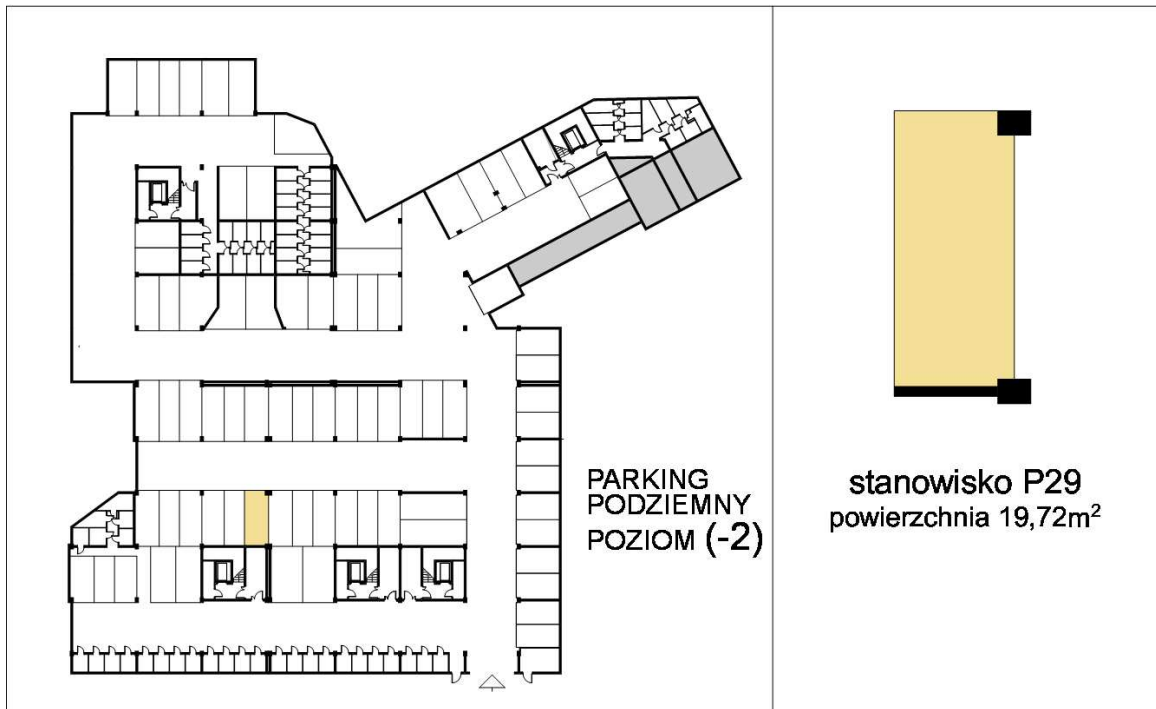 PARKING
PODZIEMNY
POZIOM (-2)
stanowisko P29
powierzchnia 19,72m²